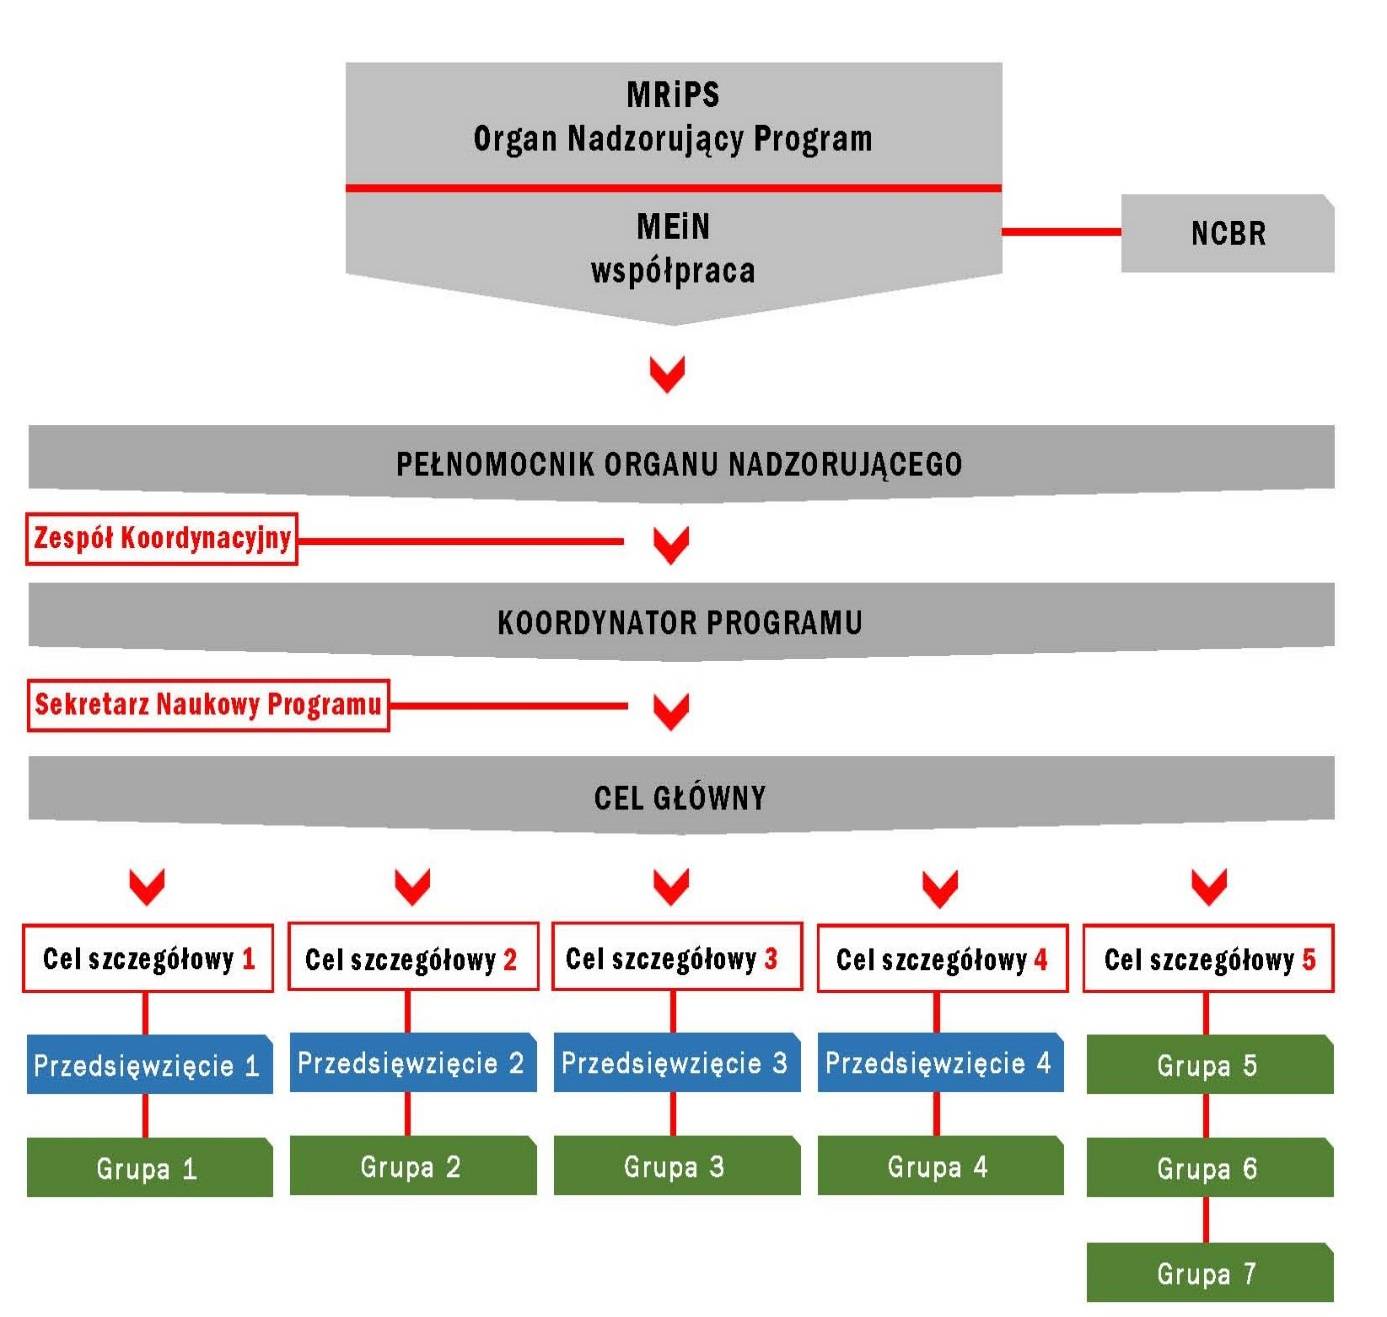 MRiPS
Organ Nadzorujący Program
MEiN
współpraca
NCBR
PEŁNOMOCNIK ORGANU NADZORUJĄCEGO
Zespół Koordynacyjny
KOORDYNATOR PROGRAMU
Sekretarz Naukowy Programu
CEL GŁÓWNY
Cel szczegółowy 1
Cel szczegółowy 2
Cel szczegółowy 3
Cel szczegółowy 4
Cel szczegółowy 5
Przedsięwzięcie 1
Przedsięwzięcie 2
Przedsięwzięcie 3
Przedsięwzięcie 4
Grupa 5
Grupa 1
Grupa 2
Grupa 3
Grupa 4
Grupa 6
Grupa 7